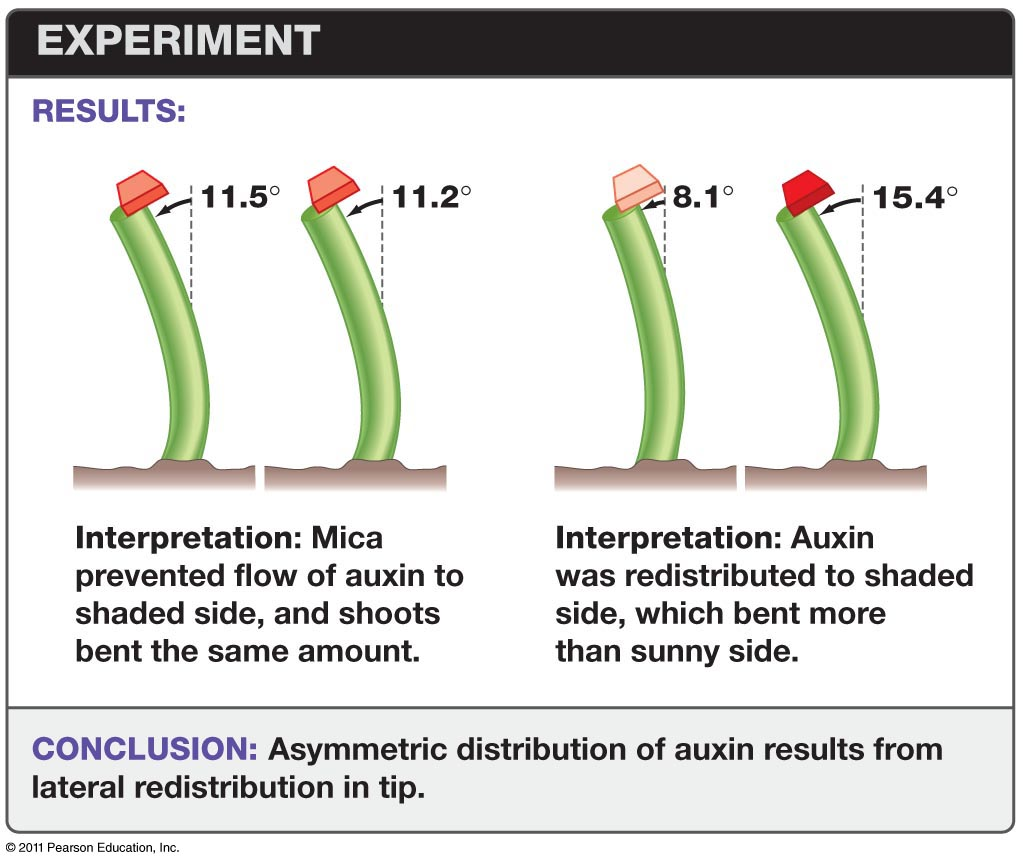 EXPERIMENT
RESULTS:
11.5°
11.2°
8.1°
15.4°
Interpretation: Mica
prevented flow of auxin to
shaded side, and shoots
bent the same amount.
Interpretation: Auxin
was redistributed to shaded
side, which bent more
than sunny side.
CONCLUSION: Asymmetric distribution of auxin results from
lateral redistribution in tip.
© 2011 Pearson Education, Inc.